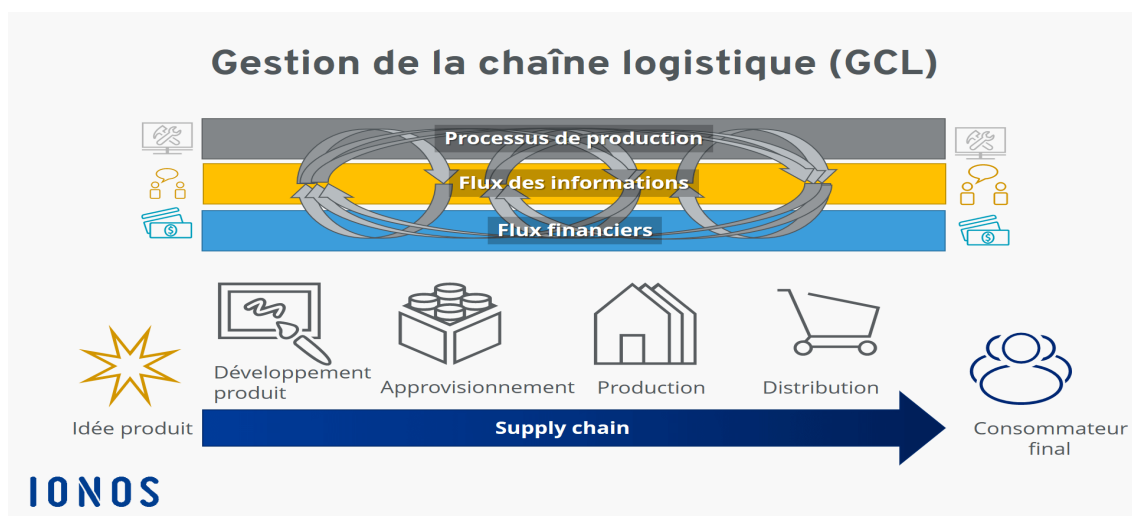 Gestion de la chaîne logistique (GCL)
Processus de production
Flux des informations
Flux financiers
Développement
produit
Approvisionnement
Production
Distribution
Idée produit
Supply chain
Consommateur
final
IONOS